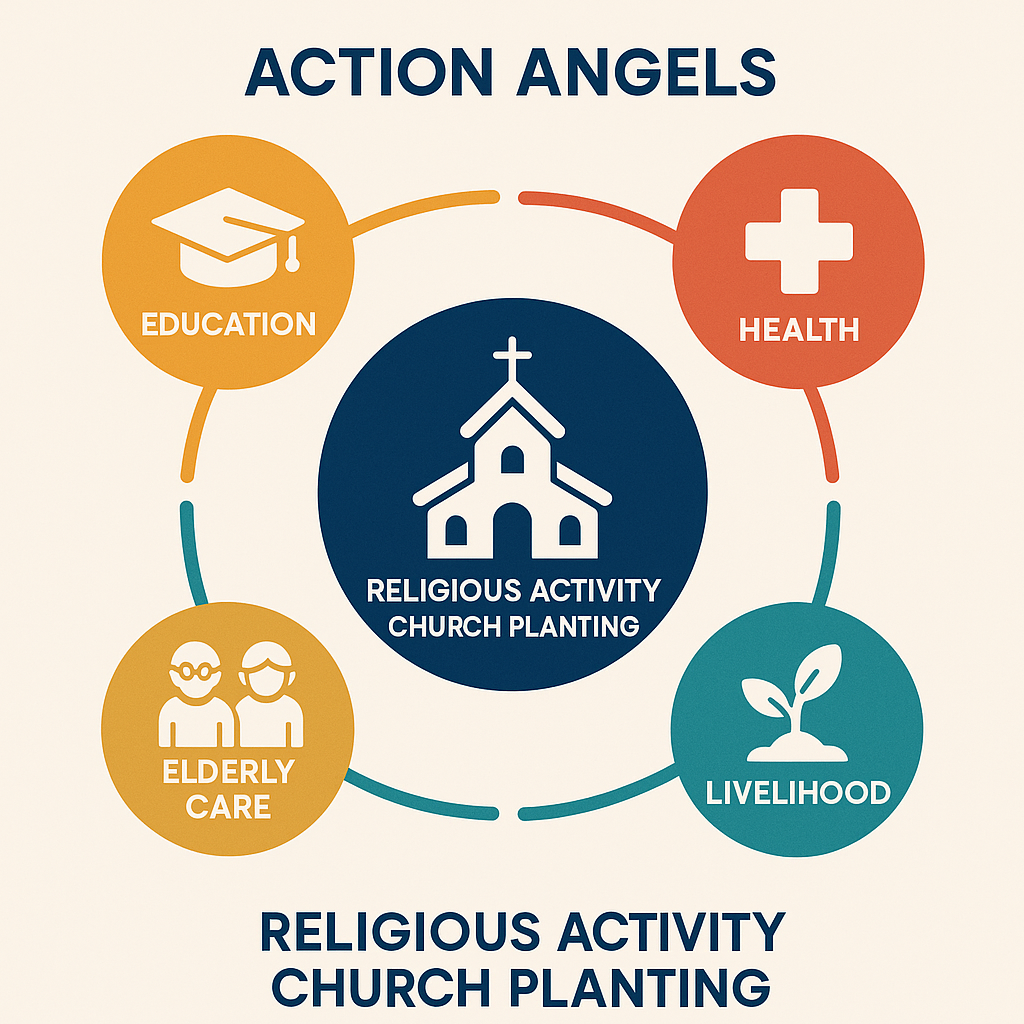 ACTION ANGELS
EDUCATION
HEALTH
RELIGIOUS ACTIVITY
CHURCH PLANTING
ELDERLY
CARE
LIVELIHOOD
RELIGIOUS ACTIVITY
CHURCH PLANTING